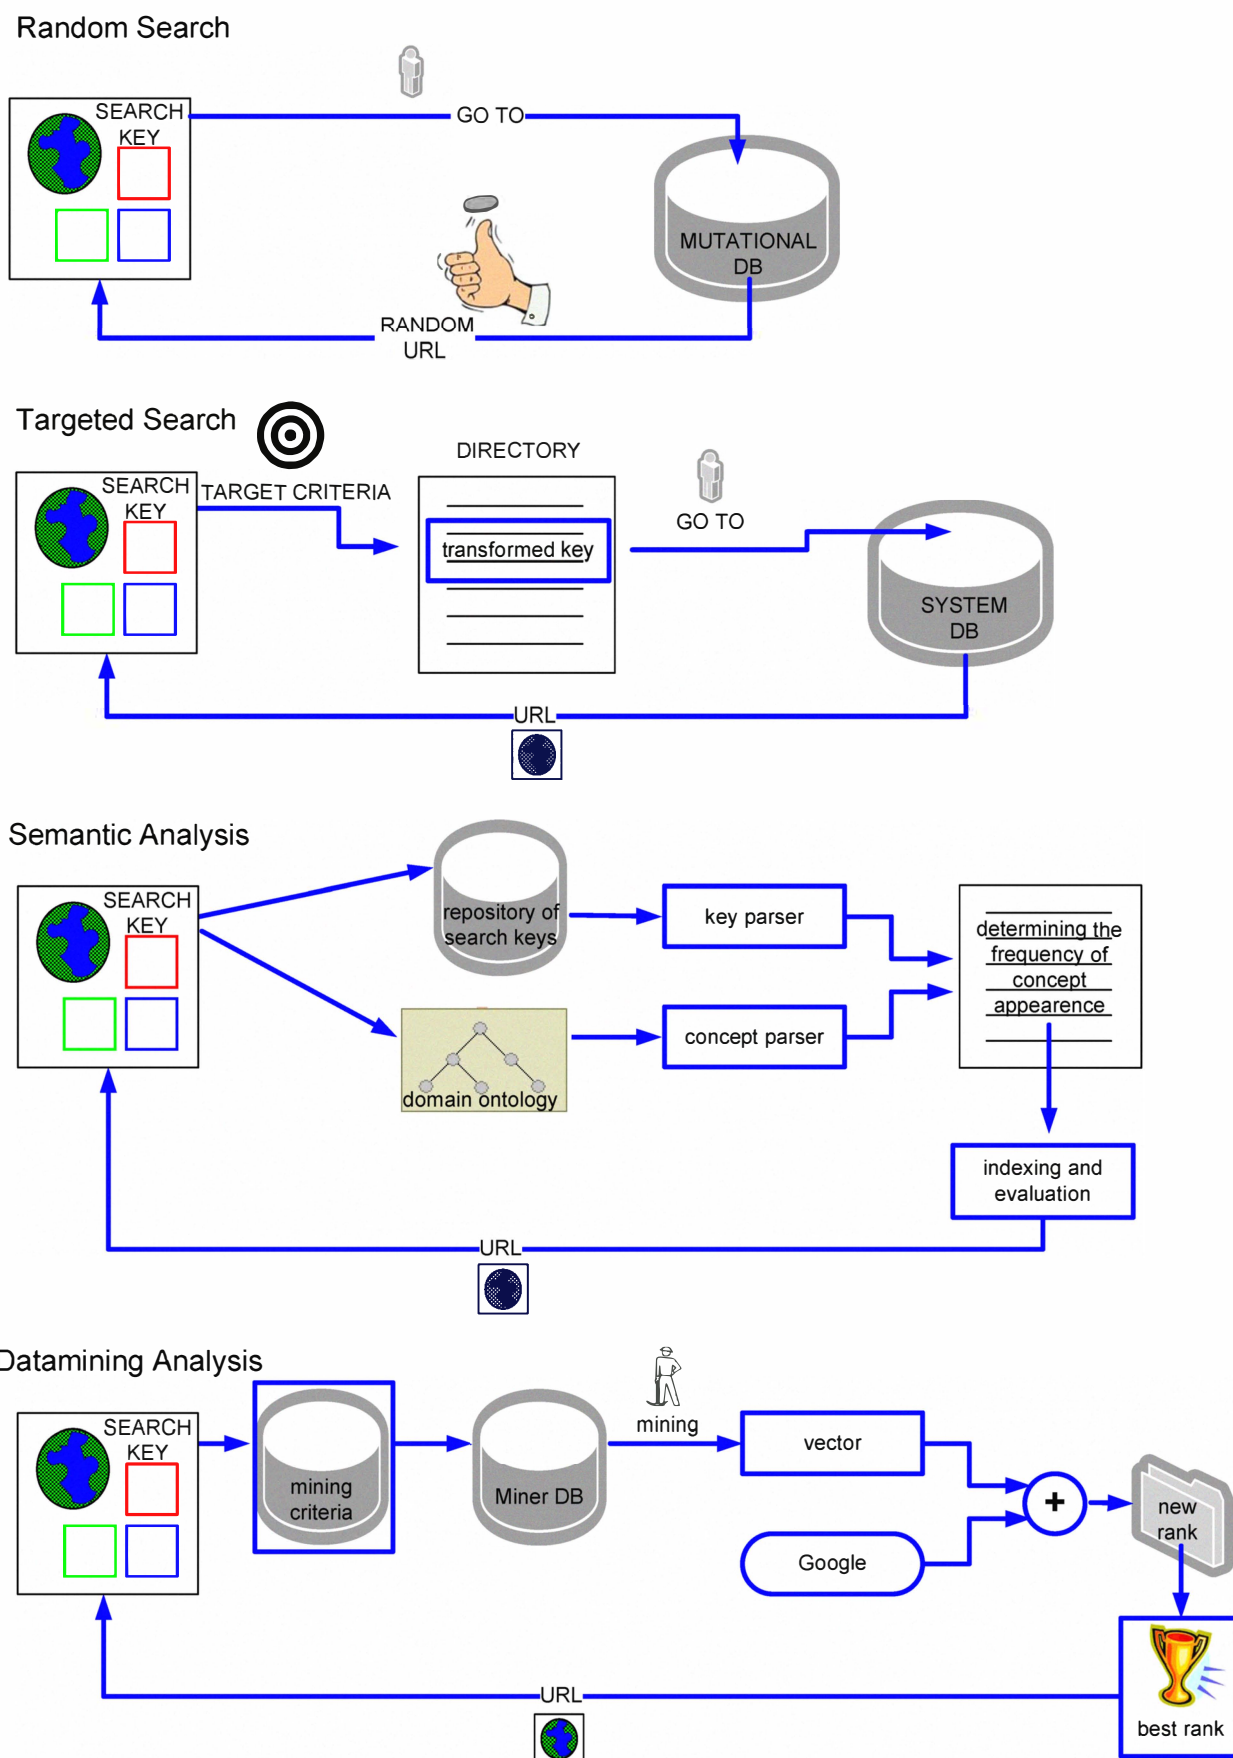 Random Search
SEARCH
KEY
GO TO
MUTATIONAL
DB
RANDOM
URL
Targeted Search
SEARCH
KEY
TARGET CRITERIA
DIRECTORY
transformed key
GO TO
SYSTEM
DB
URL
Semantic Analysis
SEARCH
KEY
repository of
search keys
key parser
determining the
frequency of
concept
appearence
concept parser
domain ontology
indexing and
evaluation
URL
Datamining Analysis
SEARCH
KEY
mining
criteria
Miner DB
mining
vector
+
Google
new
rank
best rank
URL